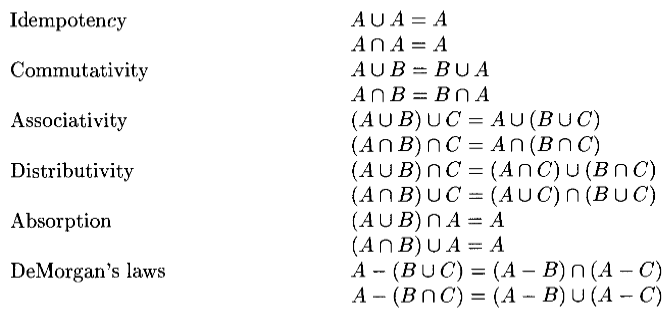 Idempotency A ∪ A = A
A ∩ A = A
Commutativity A ∪ B = B ∪ A
A ∩ B = B ∩ A
Associativity (A ∪ B) ∪ C = A ∪ (B ∪ C)
(A ∩ B) ∩ C = A ∩ (B ∩ C)
Distributivity (A ∪ B) ∩ C = (A ∩ C) ∪ (B ∩ C)
(A ∩ B) ∪ C = (A ∪ C) ∩ (B ∪ C)
Absorption (A ∪ B) ∩ A = A
(A ∩ B) ∪ A = A
DeMorgan's laws A − (B ∪ C) = (A − B) ∩ (A − C)
A − (B ∩ C) = (A − B) ∪ (A − C)